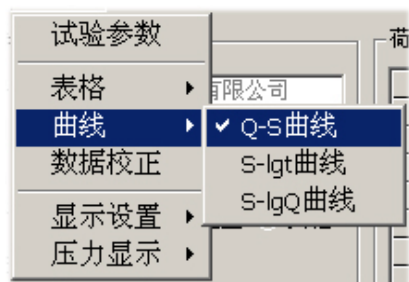 试验参数
表格
曲线
数据校正
显示设置
压力显示
Q-S曲线
S-lgt曲线
S-lgQ曲线
限公司
荷